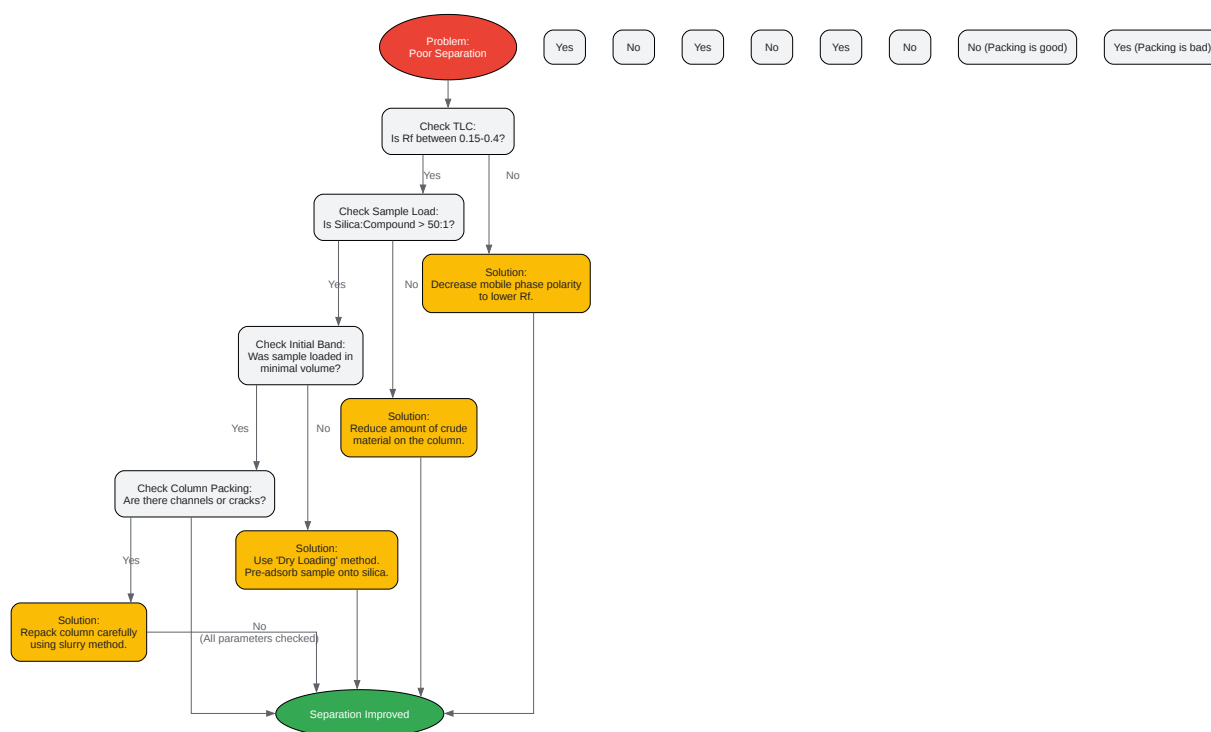 Problem:
Poor Separation
Yes
No
Yes
No
Yes
No
No (Packing is good)
Yes (Packing is bad)
Check TLC:
Is Rf between 0.15-0.4?
Yes
No
Check Sample Load:
Is Silica:Compound > 50:1?
Yes
No
Solution:
Decrease mobile phase polarity
to lower Rf.
Check Initial Band:
Was sample loaded in
minimal volume?
Yes
No
Solution:
Reduce amount of crude
material on the column.
Check Column Packing:
Are there channels or cracks?
Yes
Solution:
Use 'Dry Loading' method.
Pre-adsorb sample onto silica.
Solution:
Repack column carefully
using slurry method.
No
(All parameters checked)
Separation Improved